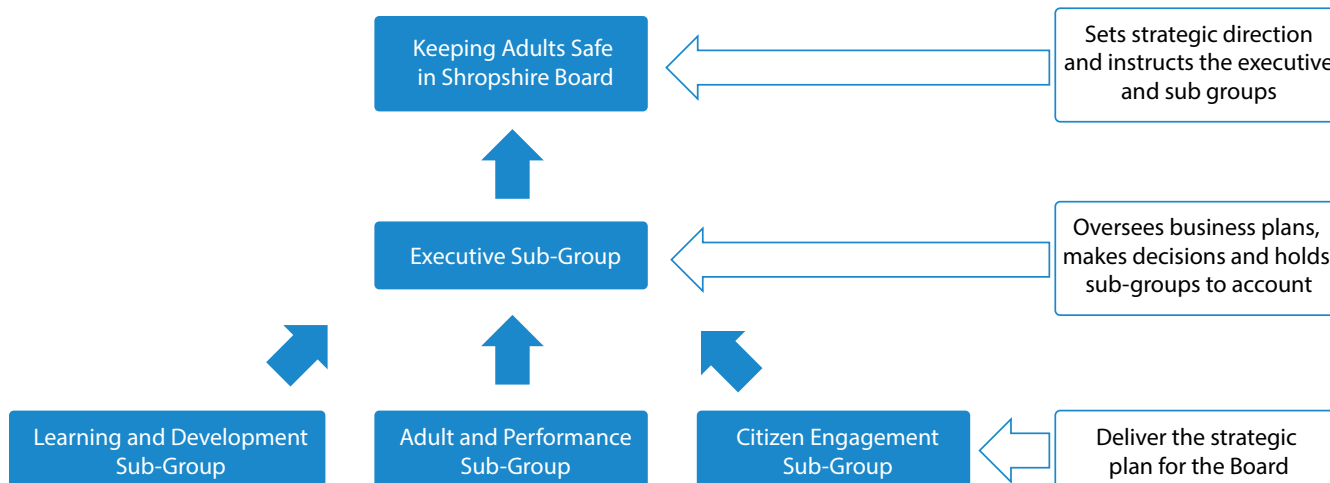 Keeping Adults Safe
in Shropshire Board
Sets strategic direction
and instructs the executive
and sub groups
Executive Sub-Group
Oversees business plans,
makes decisions and holds
sub-groups to account
Learning and Development
Sub-Group
Adult and Performance
Sub-Group
Citizen Engagement
Sub-Group
Deliver the strategic
plan for the Board